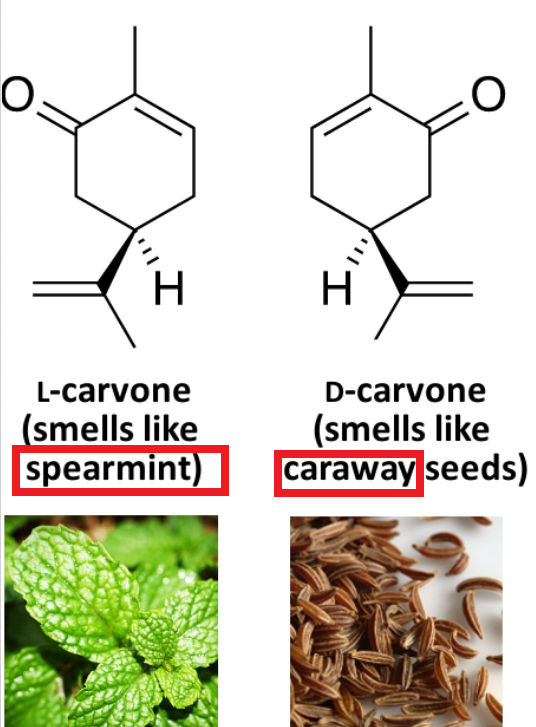 O
O
H
H
L-carvone
(smells like
spearmint)
D-carvone
(smells like
caraway seeds)